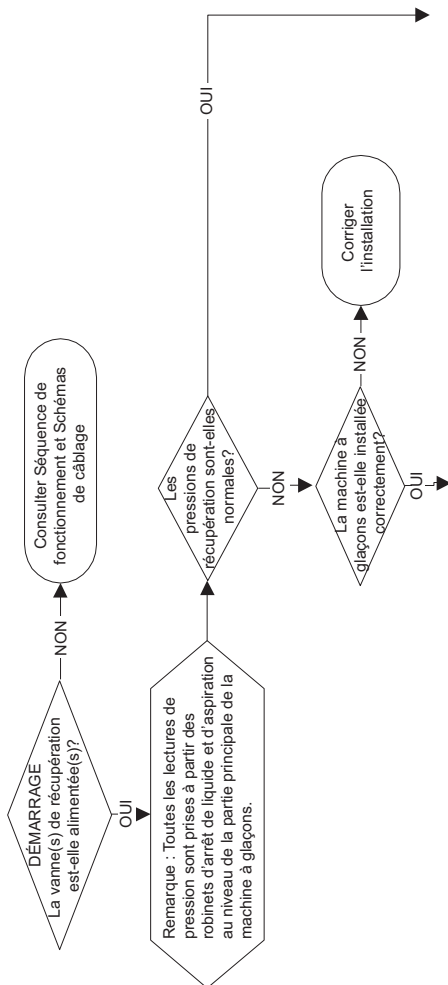 DÉMARRAGE
La vanne(s) de récupération
est-elle alimentée(s)?
NON
Consulter Séquence de
fonctionnement et Schémas
de câblage
OUI
Remarque : Toutes les lectures de
pression sont prises à partir des
robinets d'arrêt de liquide et d'aspiration
au niveau de la partie principale de la
machine à glaçons.
Les
pressions de
récupération sont-elles
normales?
OUI
NON
La machine à
glaçons est-elle installée
correctement?
NON
Corriger
l'installation
OUI